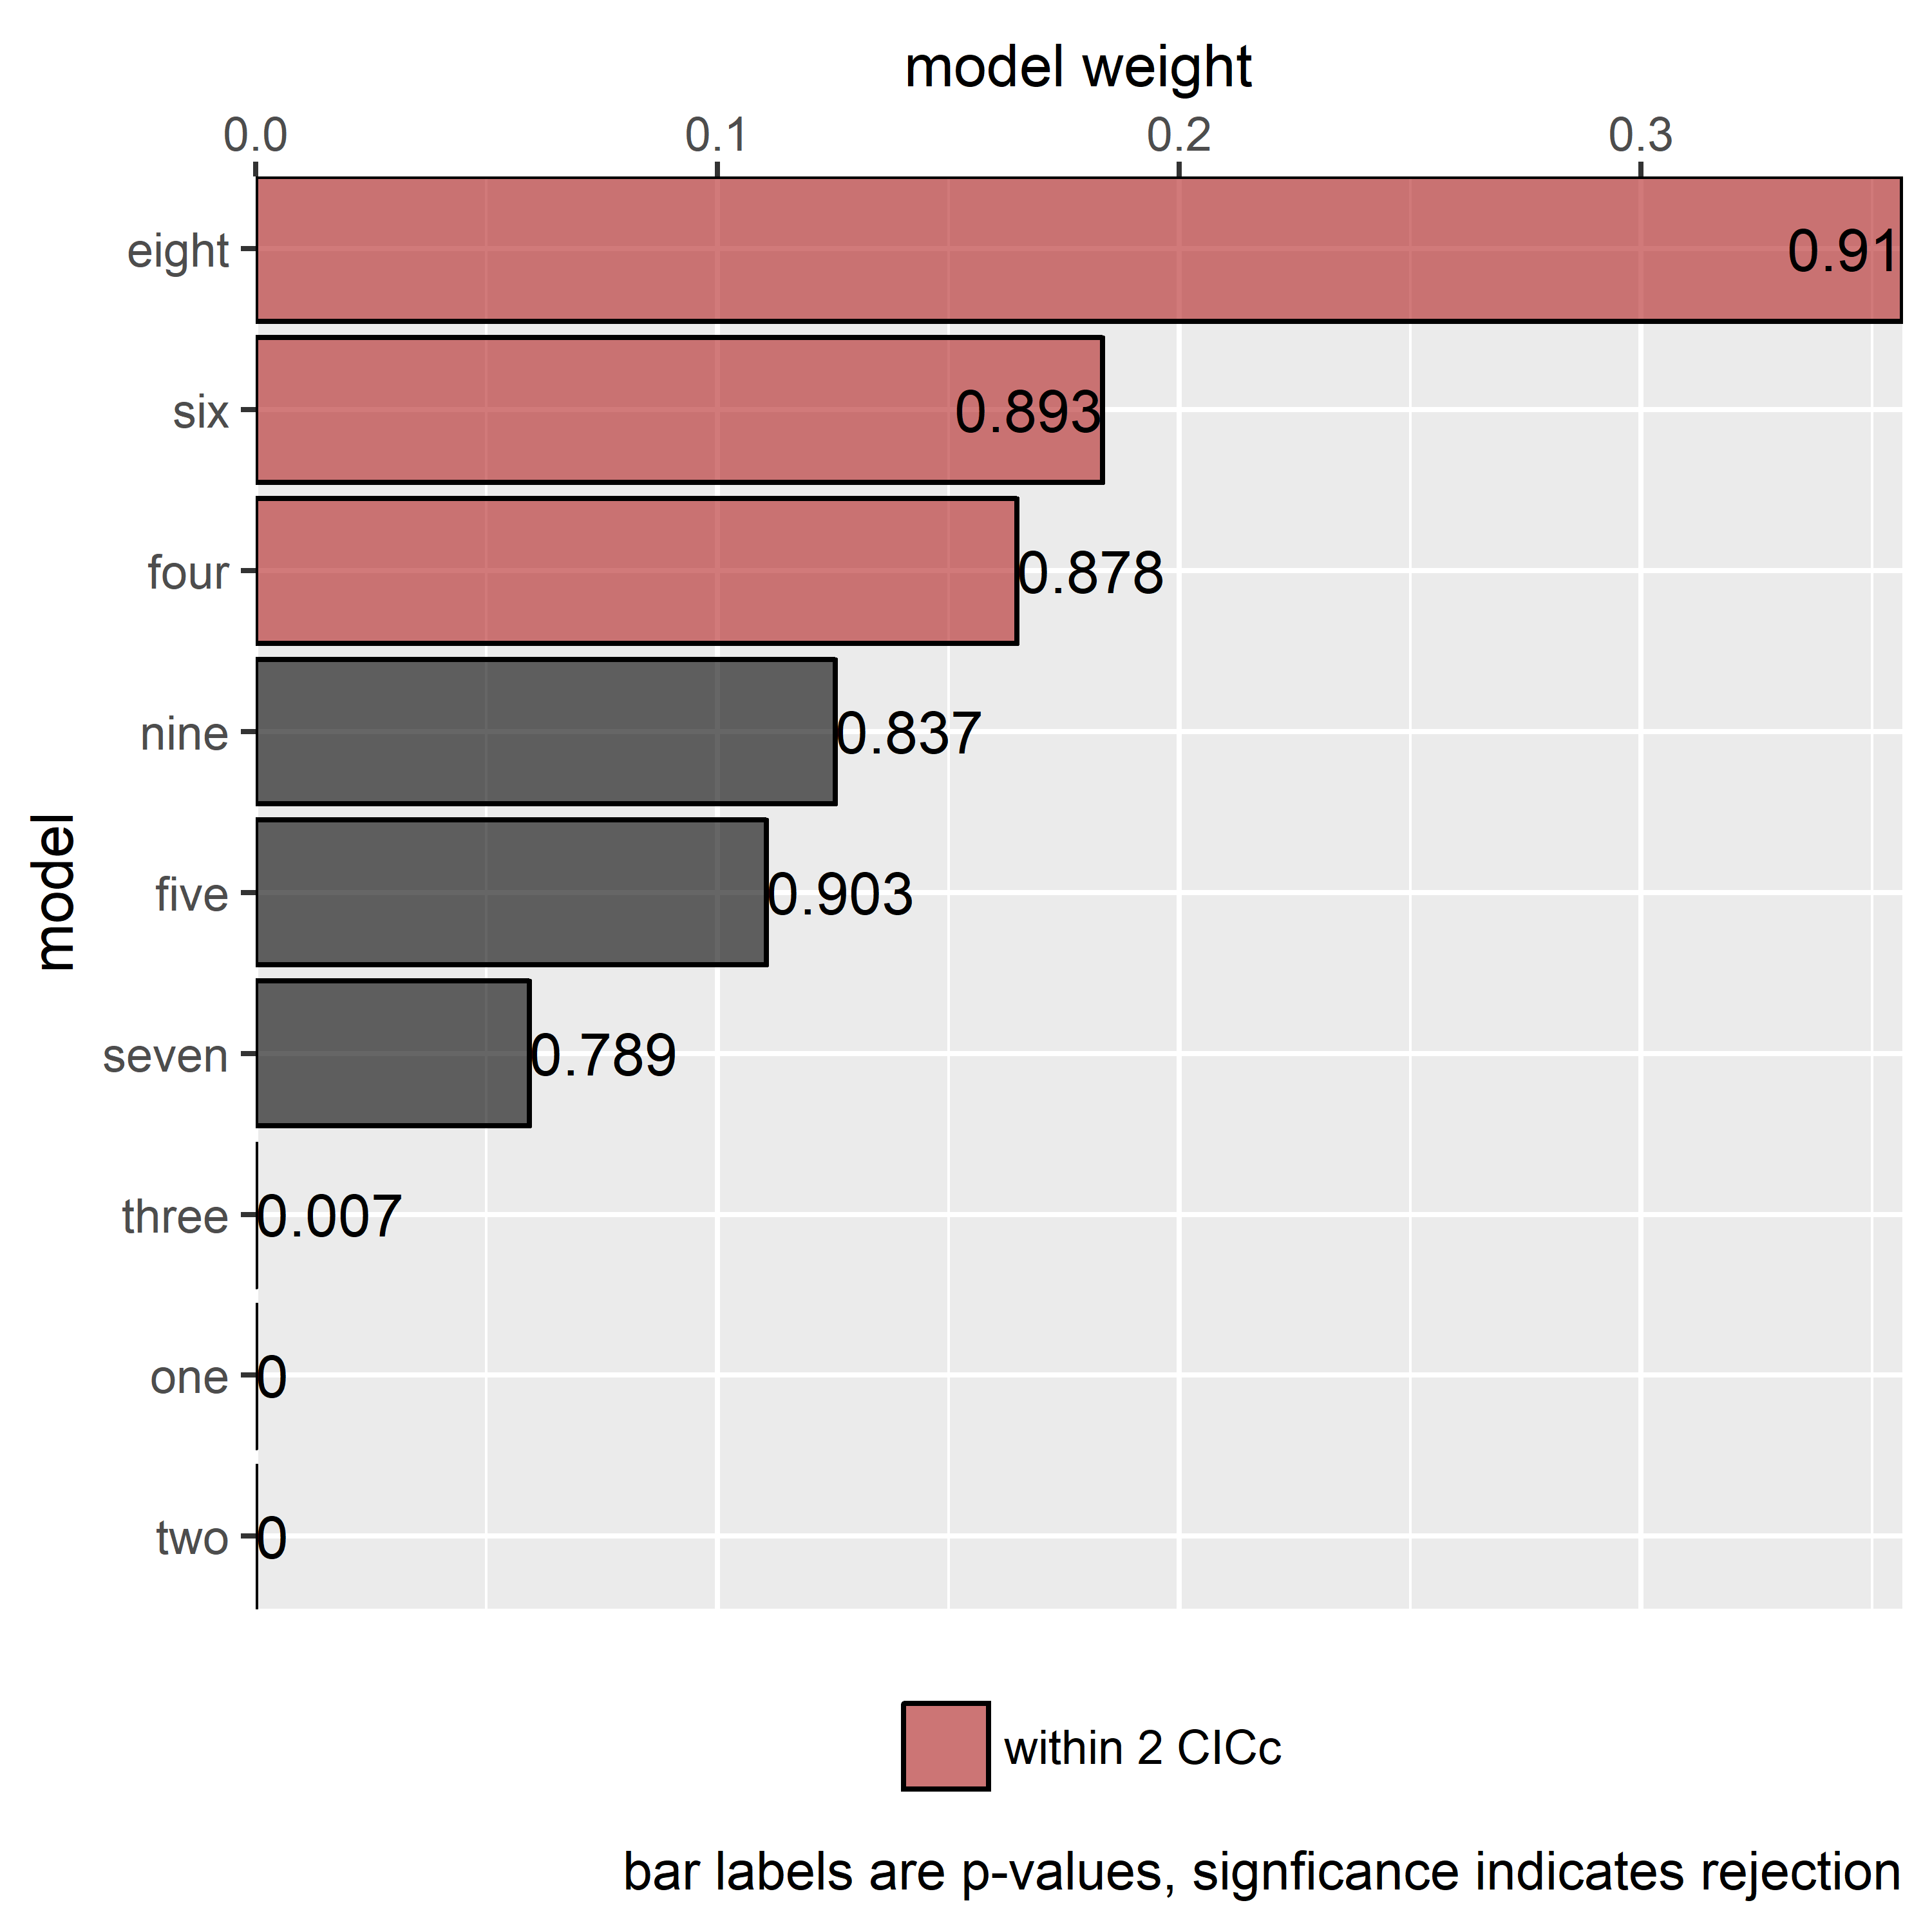 model weight
0.0 0.1 0.2 0.3
eight 0.91
six 0.893
four 0.878
nine 0.837
five 0.903
seven 0.789
three 0.007
one 0
two 0
model
within 2 CICc
bar labels are p-values, signficance indicates rejection